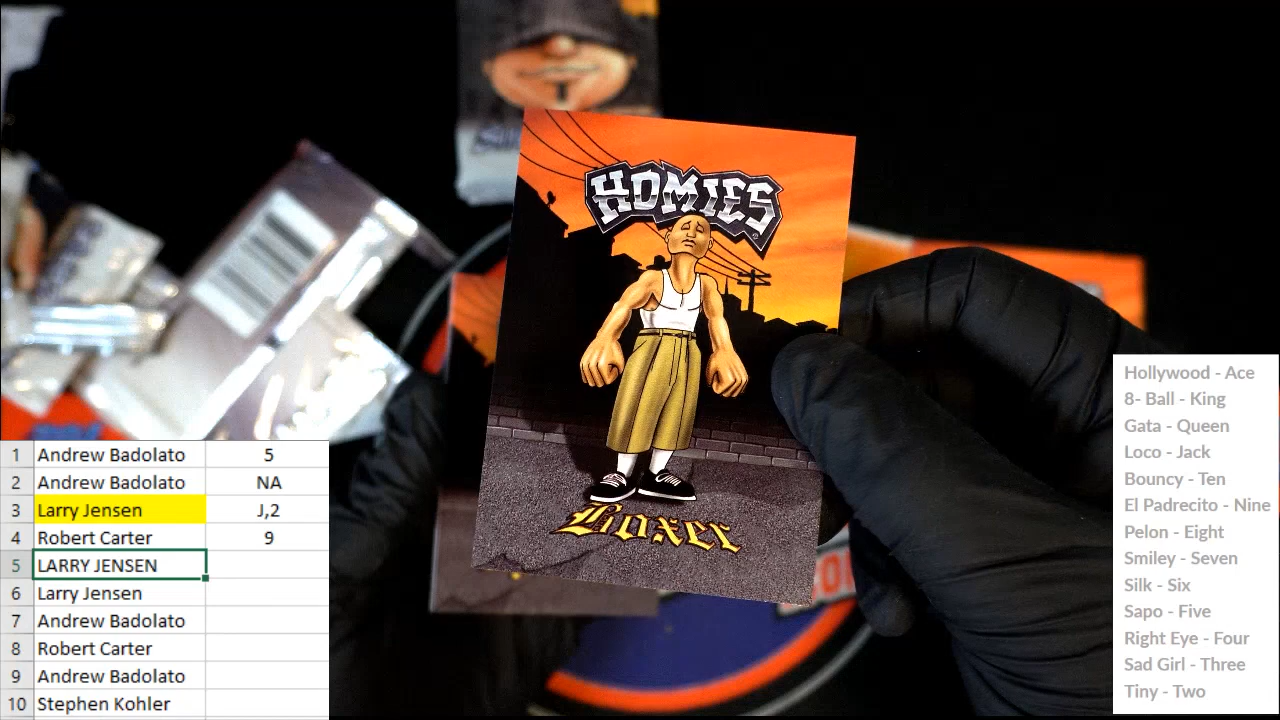 HOMIES
Boxer
1 Andrew Badolato 5
2 Andrew Badolato NA
3 Larry Jensen J,2
4 Robert Carter 9
5 LARRY JENSEN
6 Larry Jensen
7 Andrew Badolato
8 Robert Carter
9 Andrew Badolato
10 Stephen Kohler
Hollywood - Ace
8- Ball - King
Gata - Queen
Loco - Jack
Bouncy - Ten
El Padrecito - Nine
Pelon - Eight
Smiley - Seven
Silk - Six
Sapo - Five
Right Eye - Four
Sad Girl - Three
Tiny - Two